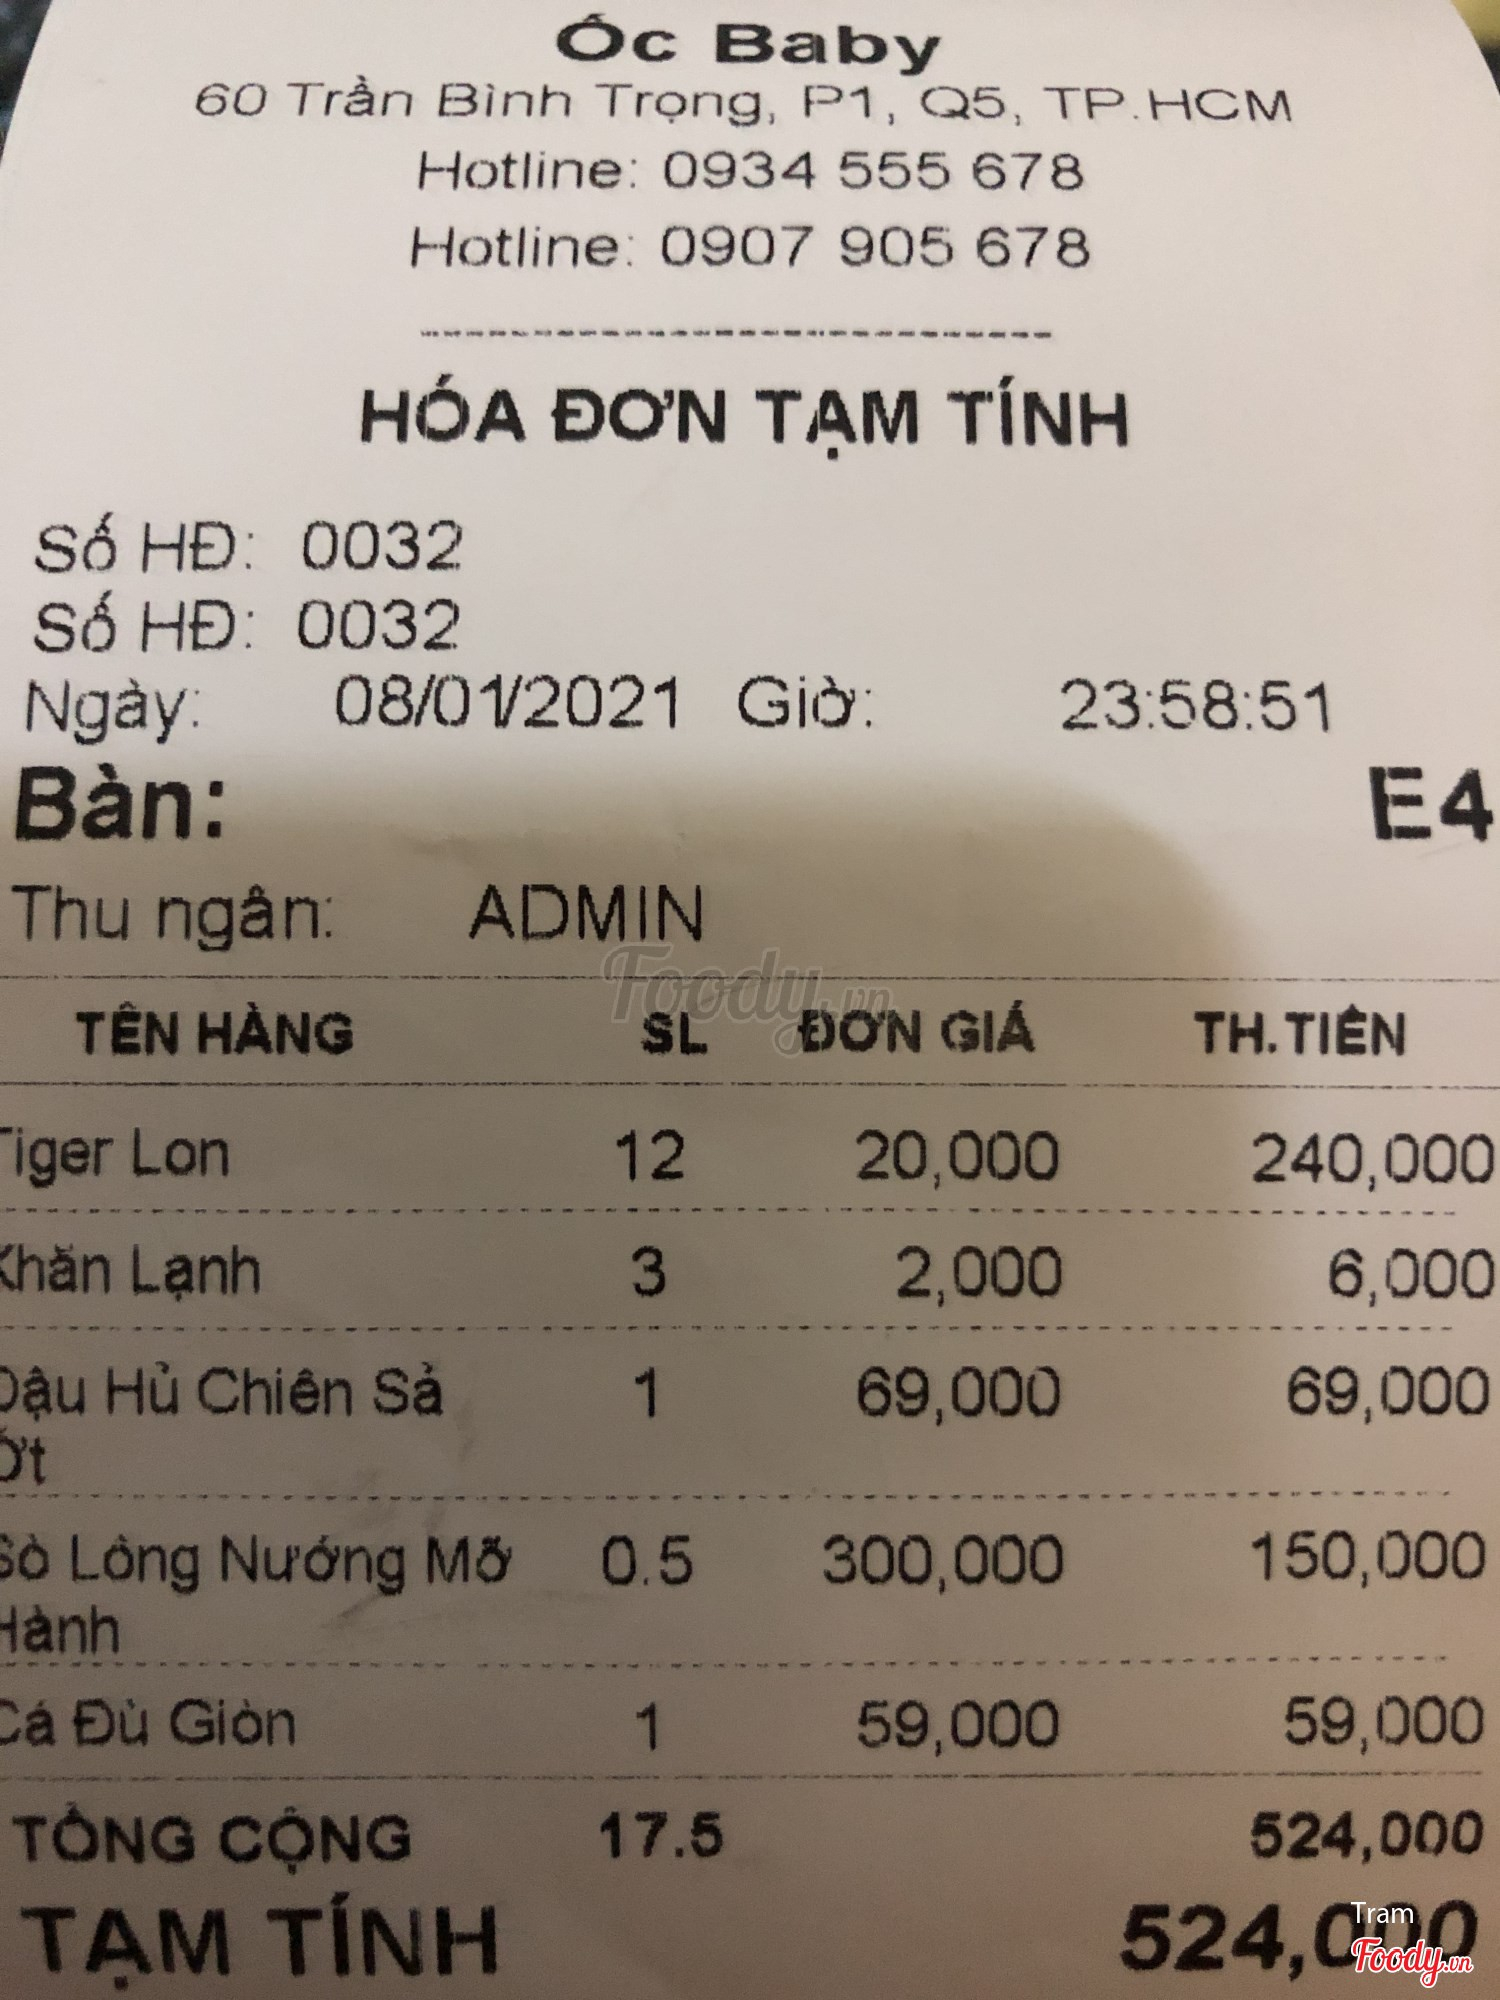 Ốc Baby
60 Trần Bình Trọng, P1, Q5, TP.HCM
Hotline: 0934 555 678
Hotline: 0907 905 678
HÓA ĐƠN TẠM TÍNH
Số HĐ: 0032
Số HĐ: 0032
Ngày: 08/01/2021 Giờ: 23:58:51
Bàn: E4
Thu ngân: ADMIN
Foody.vn
TÊN HÀNG SL ĐƠN GIÁ TH.TIỀN
Tiger Lon 12 20,000 240,000
Khăn Lạnh 3 2,000 6,000
Đậu Hủ Chiên Sả 1 69,000 69,000
Ớt
Sò Lông Nướng Mỡ 0.5 300,000 150,000
Hành
Cá Đù Giòn 1 59,000 59,000
TỔNG CỘNG 17.5 524,000
TẠM TÍNH 524,000
Tram
Foody.vn